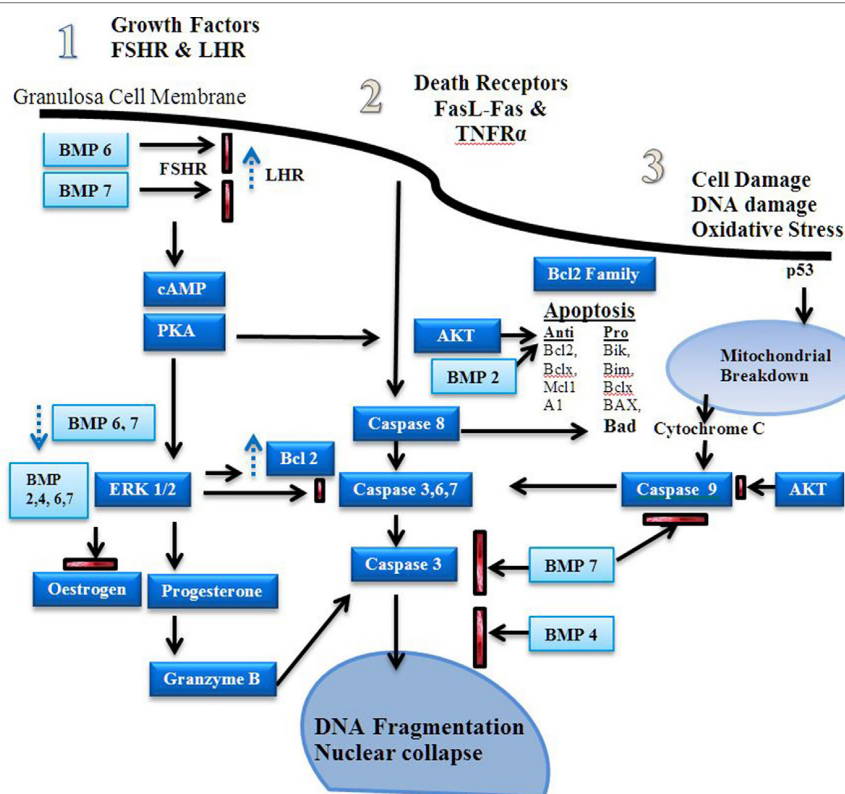 1
Growth Factors
FSHR & LHR
Granulosa Cell Membrane
2
Death Receptors
FasL-Fas &
TNFRα
3
Cell Damage
DNA damage
Oxidative Stress
BMP 6
FSHR
LHR
BMP 7
cAMP
PKA
p53
Bcl2 Family
Apoptosis
Anti
Bcl2,
Bclx,
Mcl1
A1
Pro
Bik,
Bim,
Bclx
BAX,
Bad
AKT
BMP 2
Mitochondrial
Breakdown
Cytochrome C
BMP 6, 7
Caspase 8
Bcl 2
BMP
2,4, 6,7
ERK 1/2
Caspase 3,6,7
Caspase 9
AKT
Oestrogen
Progesterone
Caspase 3
BMP 7
BMP 4
Granzyme B
DNA Fragmentation
Nuclear collapse